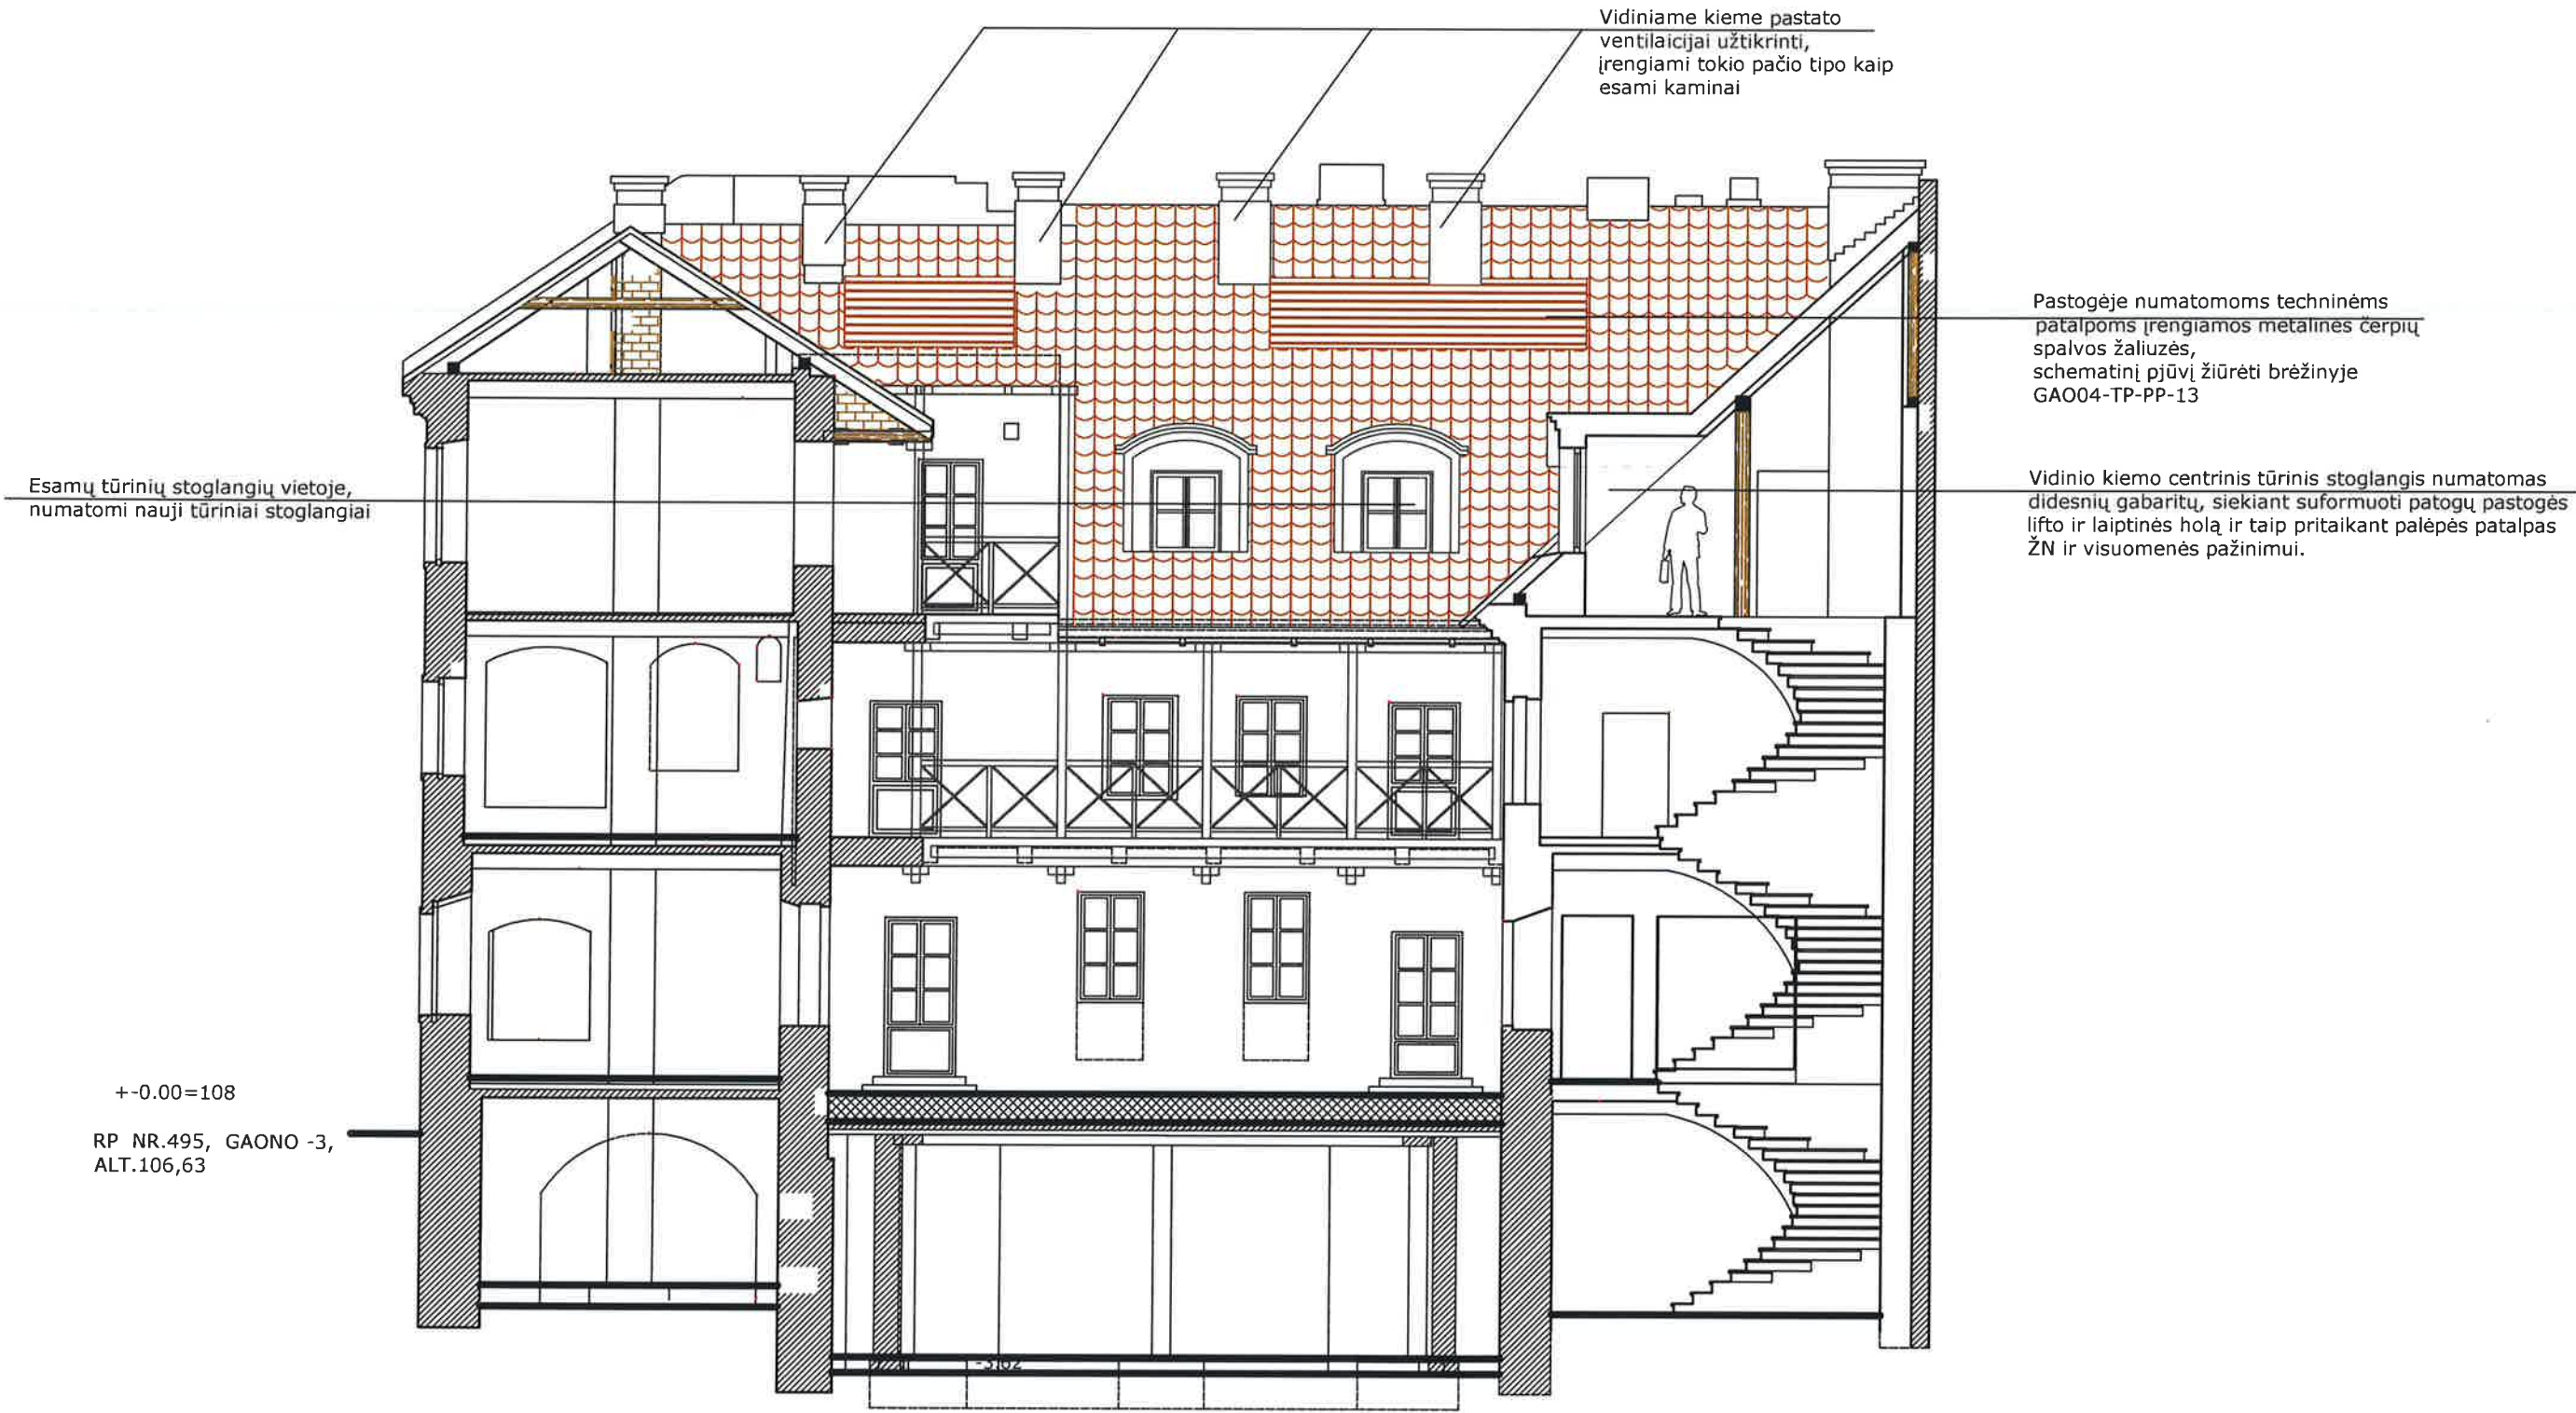 Vidiniame kieme pastato
ventilaicijai užtikrinti,
įrengiami tokio pačio tipo kaip
esami kaminai
Pastogėje numatomoms techninėms
patalpoms įrengiamos metalinės čerpių
spalvos žaliuzės,
schematinį pjūvį žiūrėti brėžinyje
GAO04-TP-PP-13
Esamų tūrinių stoglangių vietoje,
numatomi nauji tūriniai stoglangiai
Vidinio kiemo centrinis tūrinis stoglangis numatomas
didesnių gabaritų, siekiant suformuoti patogų pastogės
lifto ir laiptinės holą ir taip pritaikant palėpės patalpas
ŽN ir visuomenės pažinimui.
+-0.00=108
RP NR.495, GAONO -3,
ALT.106,63
-3,62